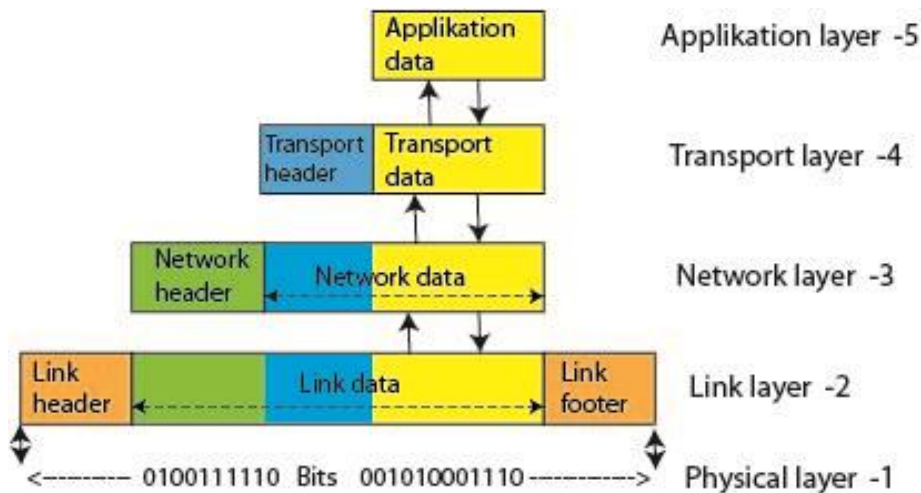 Applikation data
Applikation layer -5
Transport header
Transport data
Transport layer -4
Network header
Network data
Network layer -3
Link header
Link data
Link footer
Link layer -2
<---------- 0100111110 Bits 001010001110 ---------->
Physical layer -1